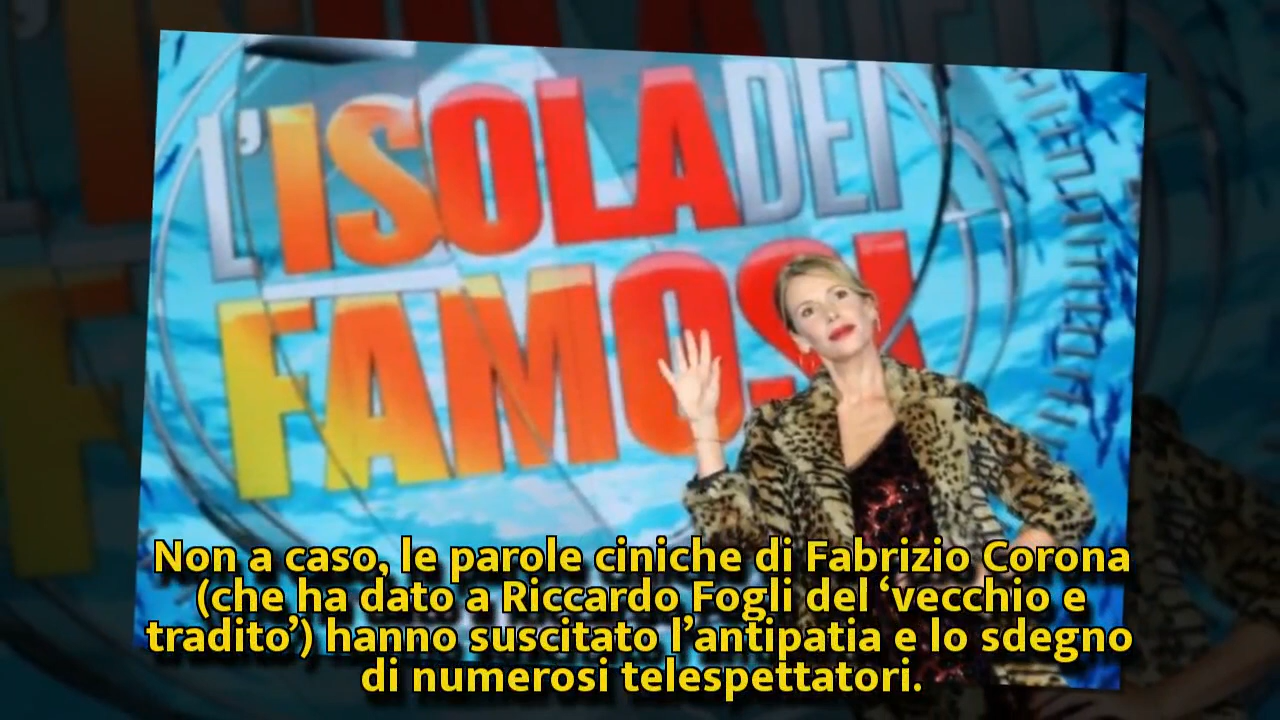 L'ISOLA DEI
FAMOSI
Non a caso, le parole ciniche di Fabrizio Corona
(che ha dato a Riccardo Fogli del ‘vecchio e
tradito’) hanno suscitato l’antipatia e lo sdegno
di numerosi telespettatori.